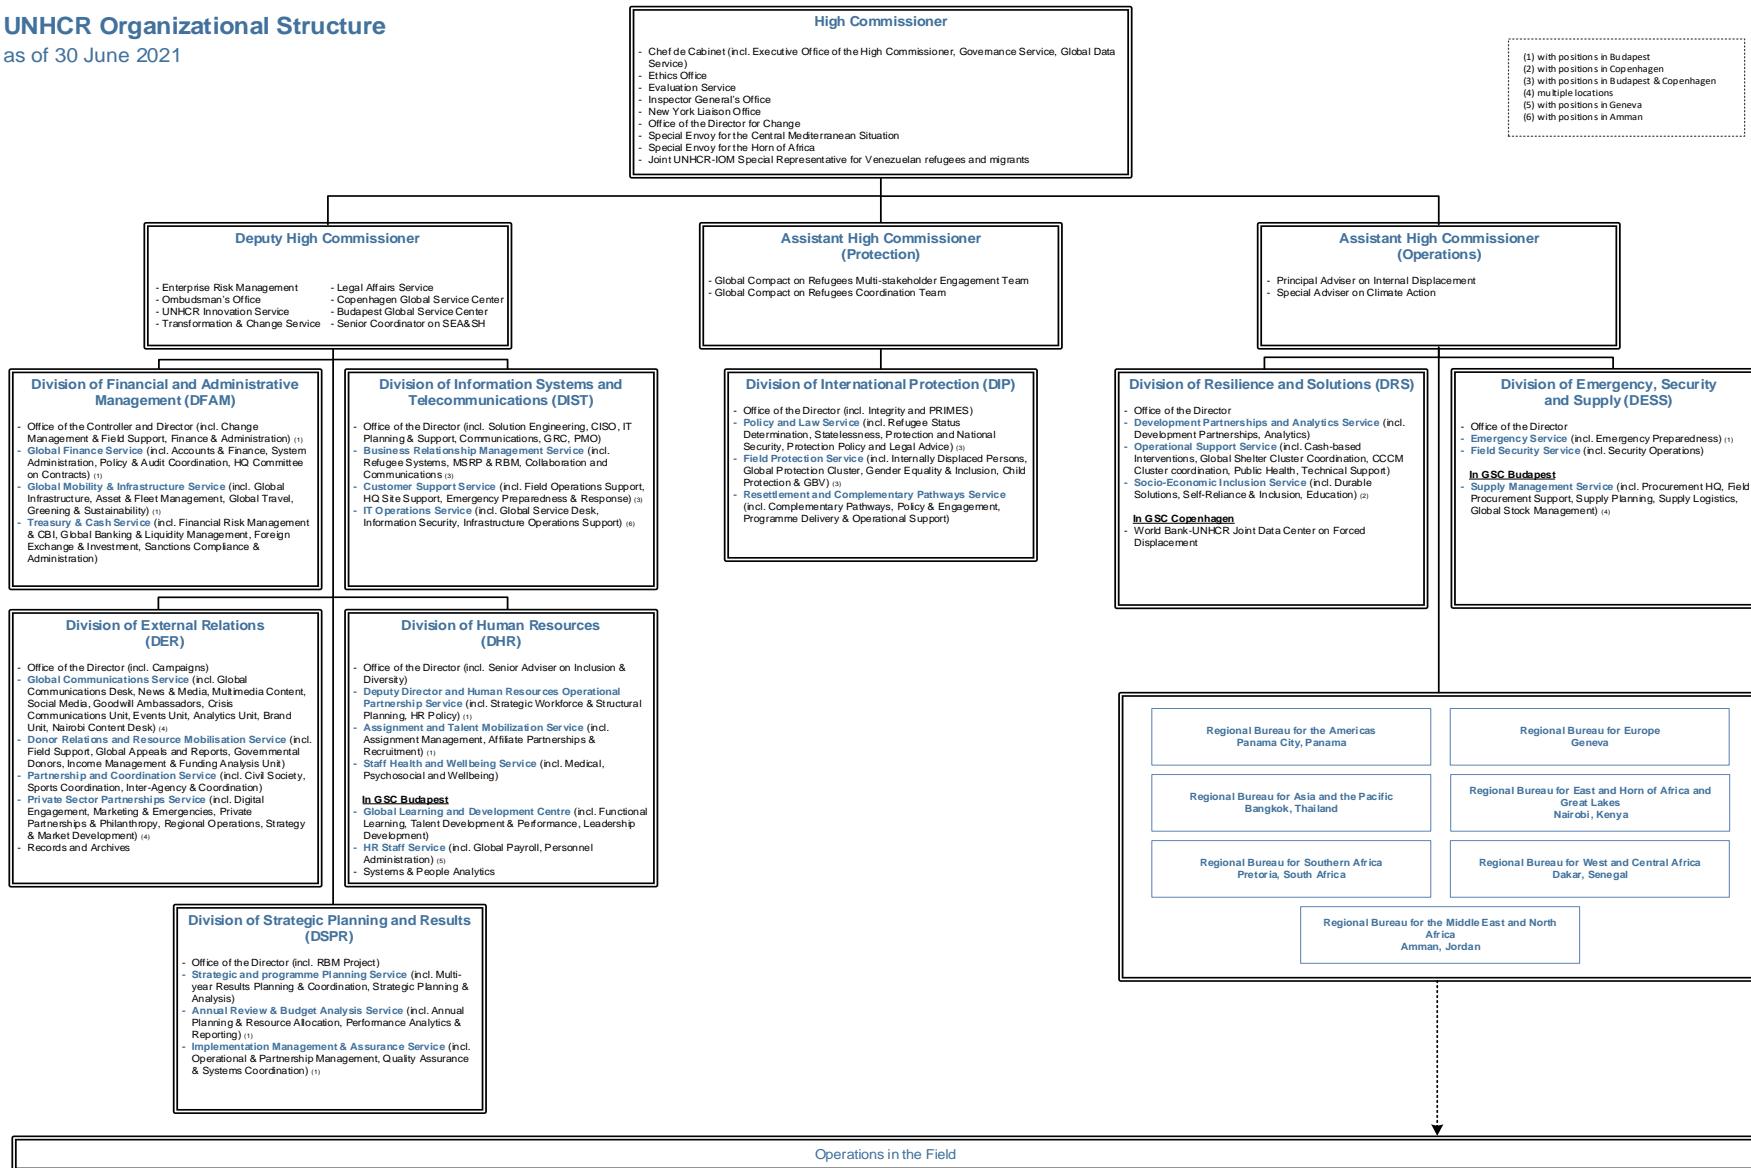 UNHCR Organizational Structure
as of 30 June 2021
High Commissioner
- Chef de Cabinet (incl. Executive Office of the High Commissioner, Governance Service, Global Data
Service)
- Ethics Office
- Evaluation Service
- Inspector General's Office
- New York Liaison Office
- Office of the Director for Change
- Special Envoy for the Central Mediterranean Situation
- Special Envoy for the Horn of Africa
- Joint UNHCR-IOM Special Representative for Venezuelan refugees and migrants
(1) with positions in Budapest
(2) with positions in Copenhagen
(3) with positions in Budapest & Copenhagen
(4) multiple locations
(5) with positions in Geneva
(6) with positions in Amman
Deputy High Commissioner
- Enterprise Risk Management
- Ombudsman's Office
- UNHCR Innovation Service
- Transformation & Change Service
- Legal Affairs Service
- Copenhagen Global Service Center
- Budapest Global Service Center
- Senior Coordinator on SEA&SH
Assistant High Commissioner
(Protection)
- Global Compact on Refugees Multi-stakeholder Engagement Team
- Global Compact on Refugees Coordination Team
Assistant High Commissioner
(Operations)
- Principal Adviser on Internal Displacement
- Special Adviser on Climate Action
Division of Financial and Administrative
Management (DFAM)
- Office of the Controller and Director (incl. Change
Management & Field Support, Finance & Administration) (1)
- Global Finance Service (incl. Accounts & Finance, System
Administration, Policy & Audit Coordination, HQ Committee
on Contracts) (1)
- Global Mobility & Infrastructure Service (incl. Global
Infrastructure, Asset & Fleet Management, Global Travel,
Greening & Sustainability) (1)
- Treasury & Cash Service (incl. Financial Risk Management
& CBI, Global Banking & Liquidity Management, Foreign
Exchange & Investment, Sanctions Compliance &
Administration)
Division of Information Systems and
Telecommunications (DIST)
- Office of the Director (incl. Solution Engineering, CISO, IT
Planning & Support, Communications, GRC, PMO)
- Business Relationship Management Service (incl.
Refugee Systems, MSRP & RBM, Collaboration and
Communications (3)
- Customer Support Service (incl. Field Operations Support,
HQ Site Support, Emergency Preparedness & Response) (3)
- IT Operations Service (incl. Global Service Desk,
Information Security, Infrastructure Operations Support) (6)
Division of International Protection (DIP)
- Office of the Director (incl. Integrity and PRIMES)
- Policy and Law Service (incl. Refugee Status
Determination, Statelessness, Protection and National
Security, Protection Policy and Legal Advice) (3)
- Field Protection Service (incl. Internally Displaced Persons,
Global Protection Cluster, Gender Equality & Inclusion, Child
Protection & GBV) (3)
- Resettlement and Complementary Pathways Service
(incl. Complementary Pathways, Policy & Engagement,
Programme Delivery & Operational Support)
Division of Resilience and Solutions (DRS)
- Office of the Director
- Development Partnerships and Analytics Service (incl.
Development Partnerships, Analytics)
- Operational Support Service (incl. Cash-based
Interventions, Global Shelter Cluster Coordination, CCCM
Cluster coordination, Public Health, Technical Support)
- Socio-Economic Inclusion Service (incl. Durable
Solutions, Self-Reliance & Inclusion, Education) (2)
In GSC Copenhagen
- World Bank-UNHCR Joint Data Center on Forced
Displacement
Division of Emergency, Security
and Supply (DESS)
- Office of the Director
- Emergency Service (incl. Emergency Preparedness) (1)
- Field Security Service (incl. Security Operations)
In GSC Budapest
- Supply Management Service (incl. Procurement HQ, Field
Procurement Support, Supply Planning, Supply Logistics,
Global Stock Management) (4)
Division of External Relations
(DER)
- Office of the Director (incl. Campaigns)
- Global Communications Service (incl. Global
Communications Desk, News & Media, Multimedia Content,
Social Media, Goodwill Ambassadors, Crisis
Communications Unit, Events Unit, Analytics Unit, Brand
Unit, Nairobi Content Desk) (4)
- Donor Relations and Resource Mobilisation Service (incl.
Field Support, Global Appeals and Reports, Governmental
Donors, Income Management & Funding Analysis Unit)
- Partnership and Coordination Service (incl. Civil Society,
Sports Coordination, Inter-Agency & Coordination)
- Private Sector Partnerships Service (incl. Digital
Engagement, Marketing & Emergencies, Private
Partnerships & Philanthropy, Regional Operations, Strategy
& Market Development) (4)
- Records and Archives
Division of Human Resources
(DHR)
- Office of the Director (incl. Senior Adviser on Inclusion &
Diversity)
- Deputy Director and Human Resources Operational
Partnership Service (incl. Strategic Workforce & Structural
Planning, HR Policy) (1)
- Assignment and Talent Mobilization Service (incl.
Assignment Management, Affiliate Partnerships &
Recruitment) (1)
- Staff Health and Wellbeing Service (incl. Medical,
Psychosocial and Wellbeing)
In GSC Budapest
- Global Learning and Development Centre (incl. Functional
Learning, Talent Development & Performance, Leadership
Development)
- HR Staff Service (incl. Global Payroll, Personnel
Administration) (5)
- Systems & People Analytics
Division of Strategic Planning and Results
(DSPR)
- Office of the Director (incl. RBM Project)
- Strategic and programme Planning Service (incl. Multi-
year Results Planning & Coordination, Strategic Planning &
Analysis)
- Annual Review & Budget Analysis Service (incl. Annual
Planning & Resource Allocation, Performance Analytics &
Reporting) (1)
- Implementation Management & Assurance Service (incl.
Operational & Partnership Management, Quality Assurance
& Systems Coordination) (1)
Regional Bureau for the Americas
Panama City, Panama
Regional Bureau for Europe
Geneva
Regional Bureau for Asia and the Pacific
Bangkok, Thailand
Regional Bureau for East and Horn of Africa and
Great Lakes
Nairobi, Kenya
Regional Bureau for Southern Africa
Pretoria, South Africa
Regional Bureau for West and Central Africa
Dakar, Senegal
Regional Bureau for the Middle East and North
Africa
Amman, Jordan
Operations in the Field